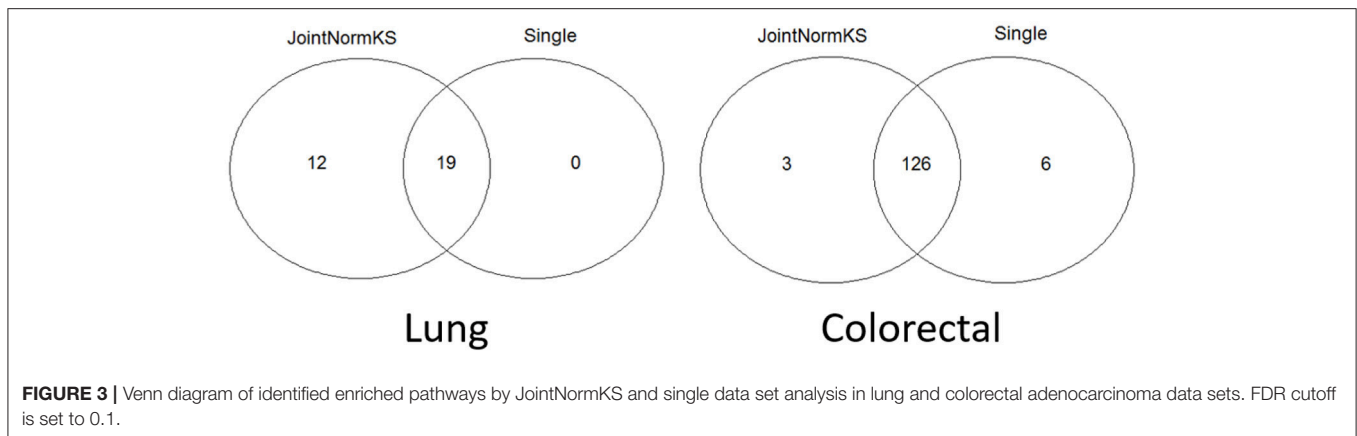 JointNormKS Single
12 19 0
Lung
JointNormKS Single
3 126 6
Colorectal
FIGURE 3 | Venn diagram of identified enriched pathways by JointNormKS and single data set analysis in lung and colorectal adenocarcinoma data sets. FDR cutoff
is set to 0.1.